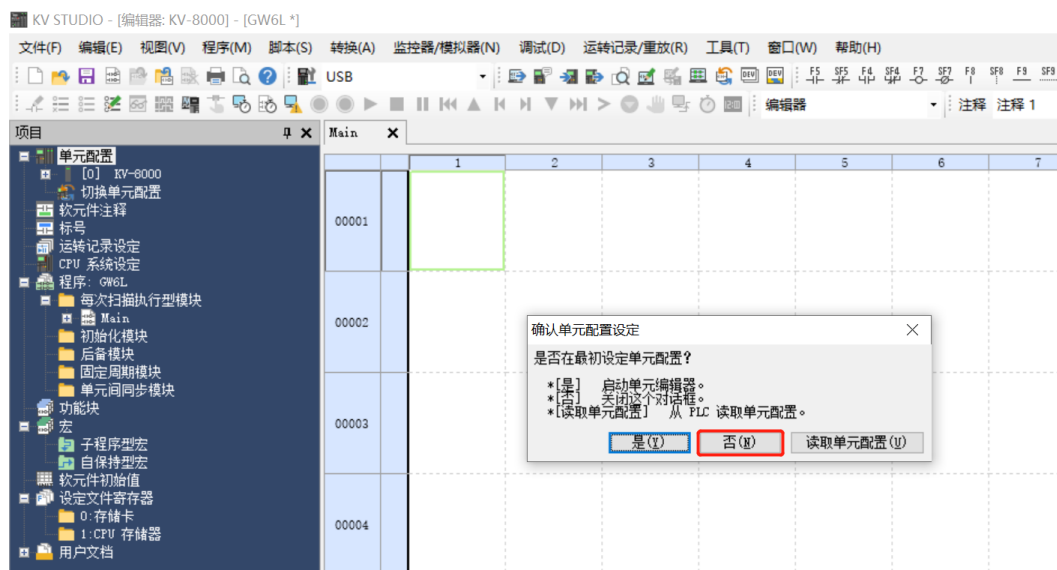 KV STUDIO - [编辑器: KV-8000] - [GW6L *]
文件(F) 编辑(E) 视图(V) 程序(M) 脚本(S) 转换(A) 监控器/模拟器(N) 调试(D) 运转记录/重放(R) 工具(T) 窗口(W) 帮助(H)
USB
F5 SF5 F4 SF4 F7 SF7 F8 SF8 F9 SF9
编辑器 注释 注释 1
项目
Main
1 2 3 4 5 6 7
单元配置
[0] KV-8000
切换单元配置
软元件注释
标号
运转记录设定
CPU 系统设定
程序: GW6L
每次扫描执行型模块
Main
初始化模块
后备模块
固定周期模块
单元间同步模块
功能块
宏
子程序型宏
自保持型宏
软元件初始值
设定文件寄存器
0:存储卡
1:CPU 存储器
用户文档
00001
00002
00003
00004
确认单元配置设定
是否在最初设定单元配置?
*[是] 启动单元编辑器。
*[否] 关闭这个对话框。
*[读取单元配置] 从 PLC 读取单元配置。
是(Y) 否(N) 读取单元配置(U)